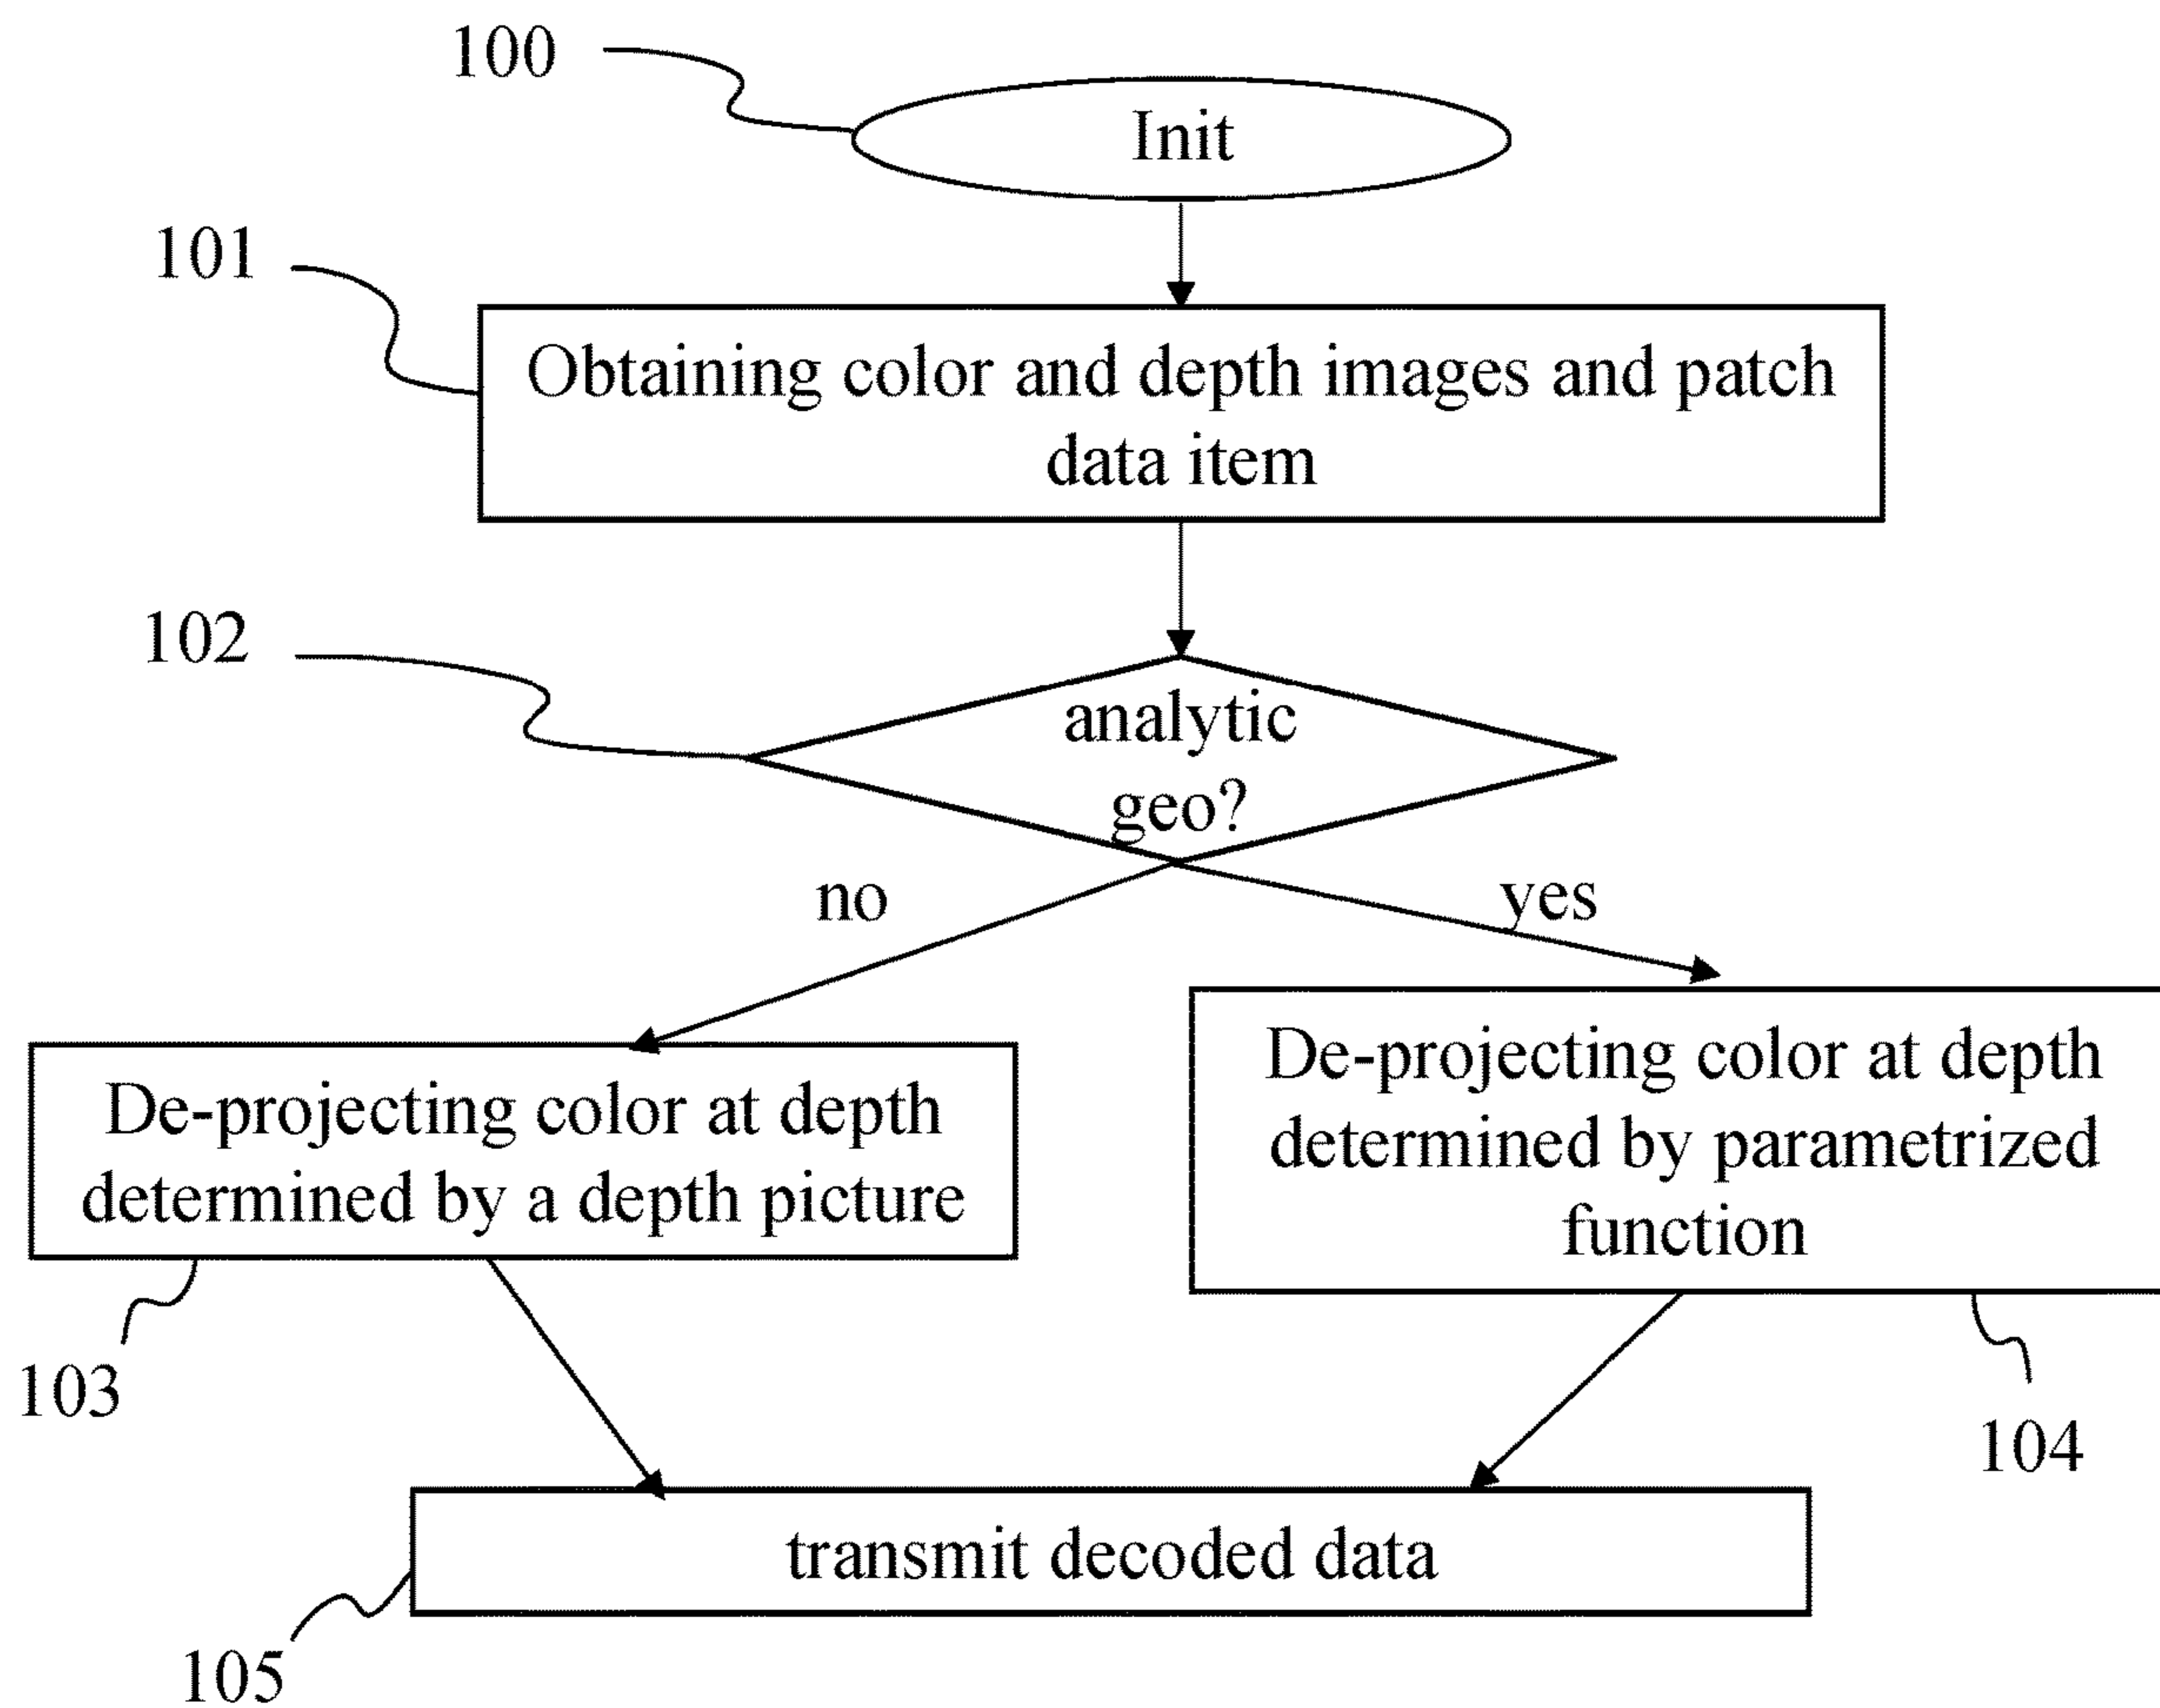 100
Init
101
Obtaining color and depth images and patch
data item
102
analytic
geo?
no
yes
De-projecting color at depth
determined by a depth picture
De-projecting color at depth
determined by parametrized
function
103
104
transmit decoded data
105